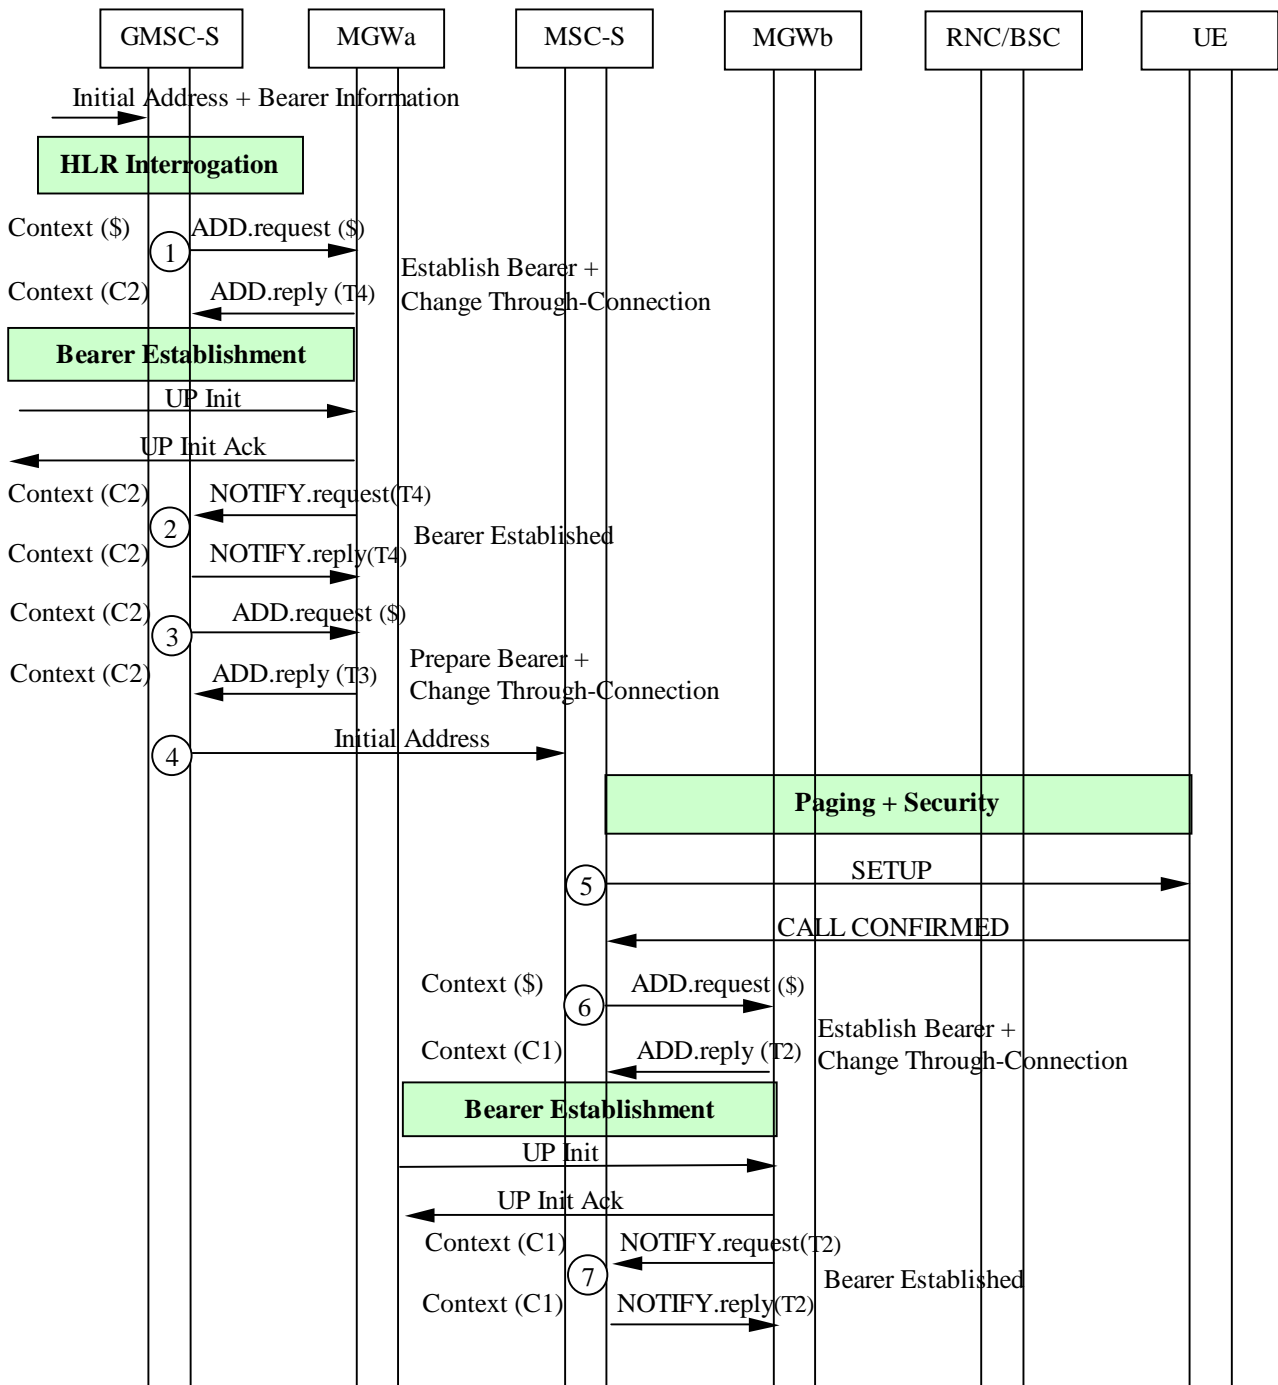 GMSC-S MGWa MSC-S MGWb RNC/BSC UE
Initial Address + Bearer Information
HLR Interrogation
Context ($) 1 ADD.request ($)
Establish Bearer +
Context (C2) ADD.reply (T4)
Change Through-Connection
Bearer Establishment
UP Init
UP Init Ack
Context (C2) NOTIFY.request(T4)
2
Bearer Established
Context (C2) NOTIFY.reply(T4)
Context (C2) ADD.request ($)
3
Prepare Bearer +
Context (C2) ADD.reply (T3)
Change Through-Connection
4 Initial Address
Paging + Security
5 SETUP
CALL CONFIRMED
Context ($) 6 ADD.request ($)
Establish Bearer +
Context (C1) ADD.reply (T2)
Change Through-Connection
Bearer Establishment
UP Init
UP Init Ack
Context (C1) NOTIFY.request(T2)
7
Bearer Established
Context (C1) NOTIFY.reply(T2)